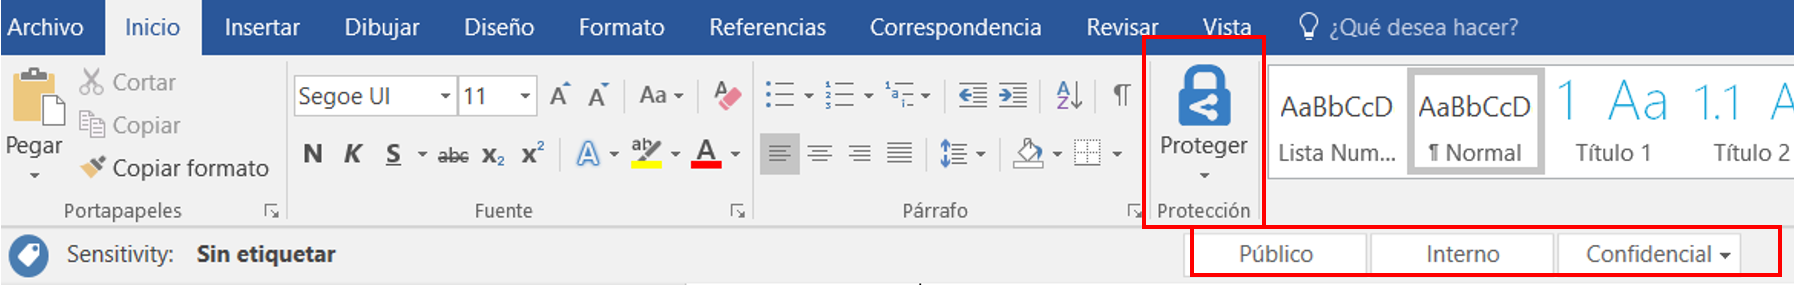 Archivo Inicio Insertar Dibujar Diseño Formato Referencias Correspondencia Revisar Vista ¿Qué desea hacer?
Pegar
Cortar
Copiar
Copiar formato
Portapapeles
Segoe UI 11 A A Aa A
N K S abc x₂ x² A ab A
Fuente
A Z ¶
Párrafo
Proteger
Protección
AaBbCcD AaBbCcD 1 Aa 1.1 A
Lista Num... ¶ Normal Título 1 Título 2
Sensitivity: Sin etiquetar Público Interno Confidencial